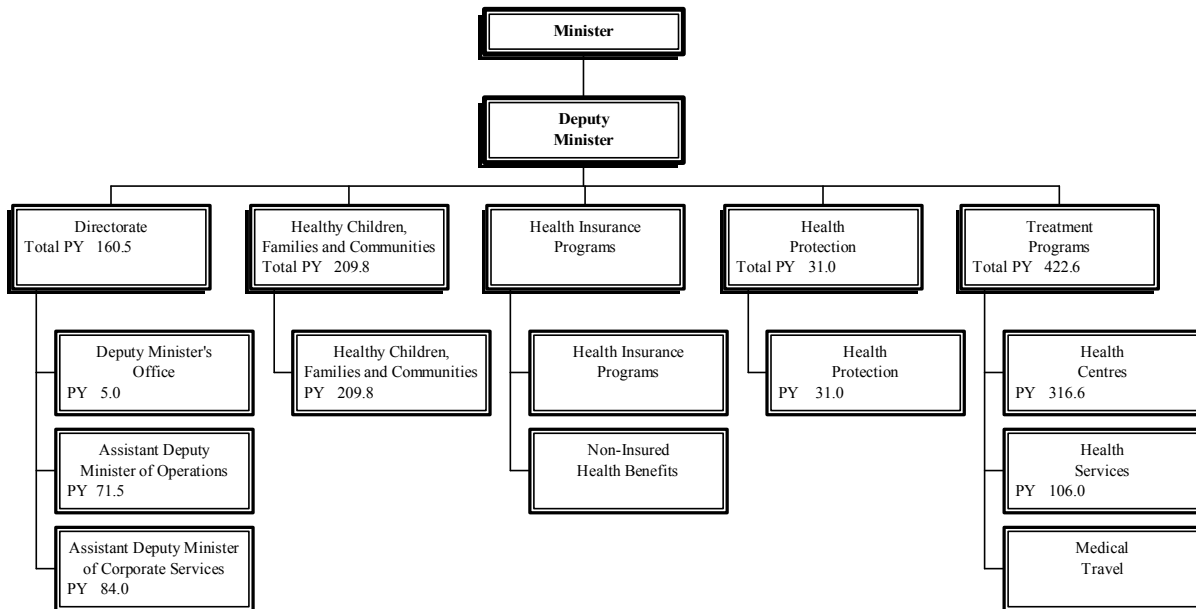 Minister
Deputy
Minister
Directorate
Total PY 160.5
Healthy Children,
Families and Communities
Total PY 209.8
Health Insurance
Programs
Health
Protection
Total PY 31.0
Treatment
Programs
Total PY 422.6
Deputy Minister's
Office
PY 5.0
Assistant Deputy
Minister of Operations
PY 71.5
Assistant Deputy Minister
of Corporate Services
PY 84.0
Healthy Children,
Families and Communities
PY 209.8
Health Insurance
Programs
Non-Insured
Health Benefits
Health
Protection
PY 31.0
Health
Centres
PY 316.6
Health
Services
PY 106.0
Medical
Travel